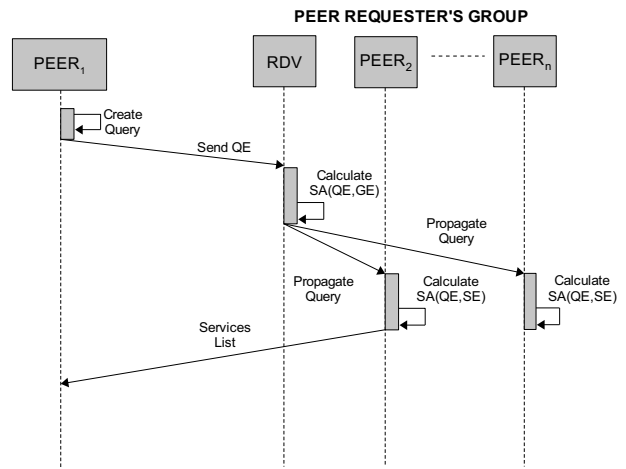 PEER REQUESTER'S GROUP
PEER₁
RDV
PEER₂
PEERₙ
Create
Query
Send QE
Calculate
SA(QE,GE)
Propagate
Query
Propagate
Query
Calculate
SA(QE,SE)
Calculate
SA(QE,SE)
Services
List